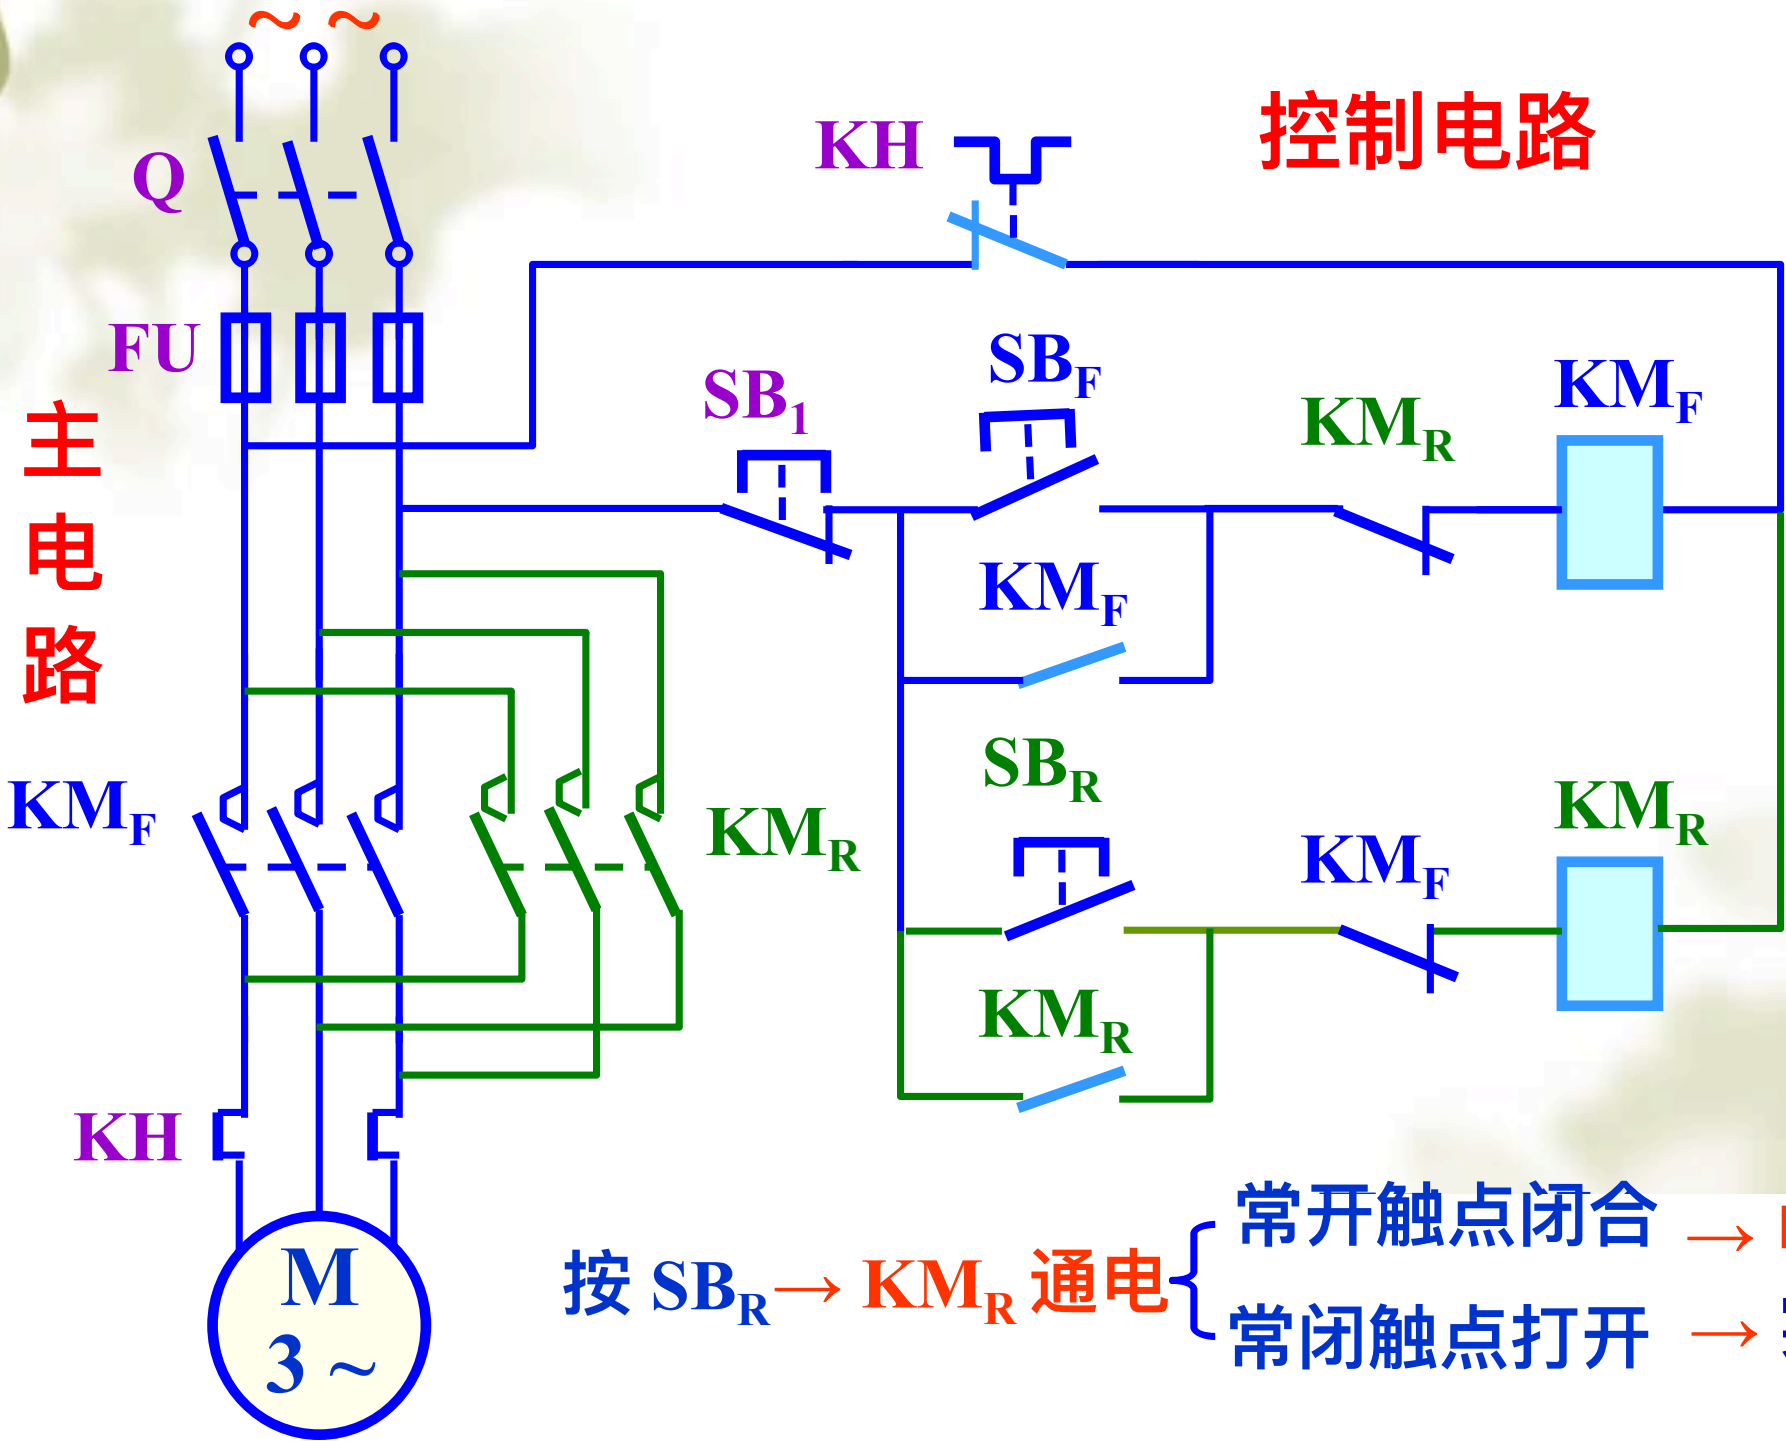 ~ ~
Q
KH
控制电路
FU
主电路
SB1
SBF
KMR
KMF
KMF
SBR
KMF
KMR
KMF
KMR
KMR
KH
M
3 ~
按 SBR→ KMR 通电
常开触点闭合 →
常闭触点打开 →